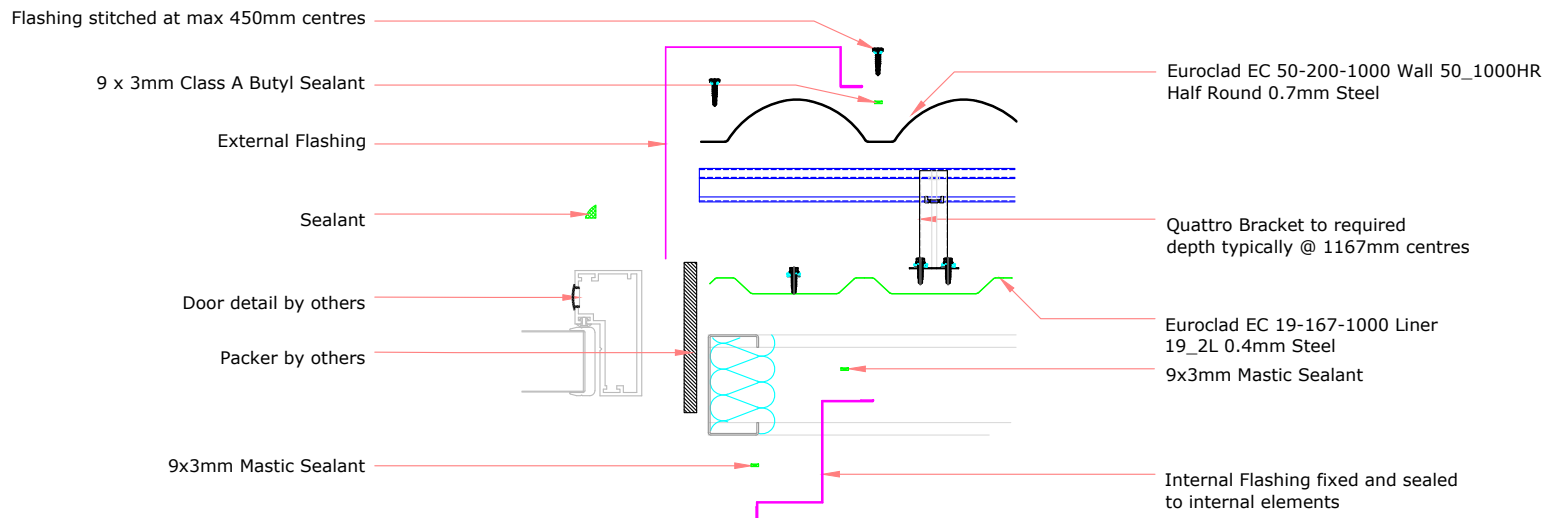 Flashing stitched at max 450mm centres
9 x 3mm Class A Butyl Sealant
External Flashing
Sealant
Door detail by others
Packer by others
9x3mm Mastic Sealant
Euroclad EC 50-200-1000 Wall 50_1000HR
Half Round 0.7mm Steel
Quattro Bracket to required
depth typically @ 1167mm centres
Euroclad EC 19-167-1000 Liner
19_2L 0.4mm Steel
9x3mm Mastic Sealant
Internal Flashing fixed and sealed
to internal elements